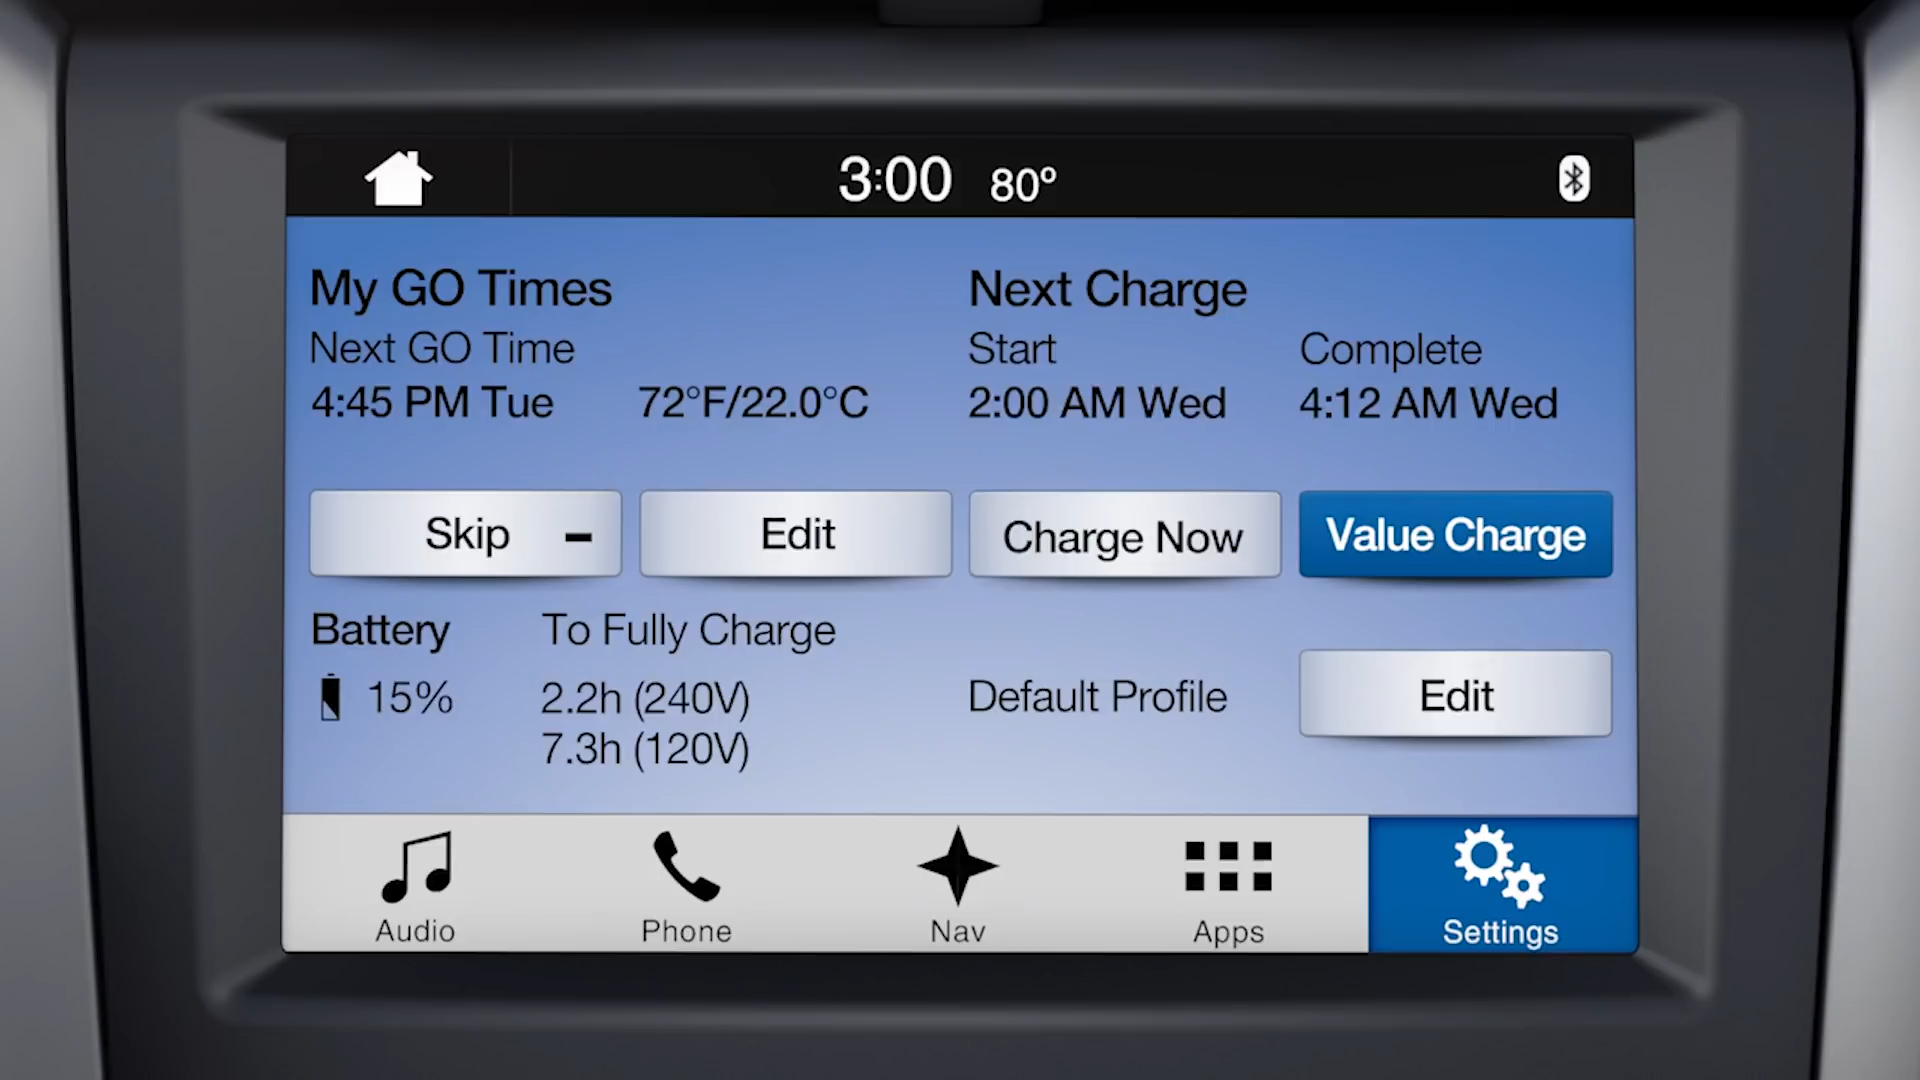 3:00 80°
My GO Times
Next GO Time
4:45 PM Tue 72°F/22.0°C
Next Charge
Start Complete
2:00 AM Wed 4:12 AM Wed
Skip Edit Charge Now Value Charge
Battery To Fully Charge
15% 2.2h (240V)
7.3h (120V)
Default Profile Edit
Audio Phone Nav Apps Settings